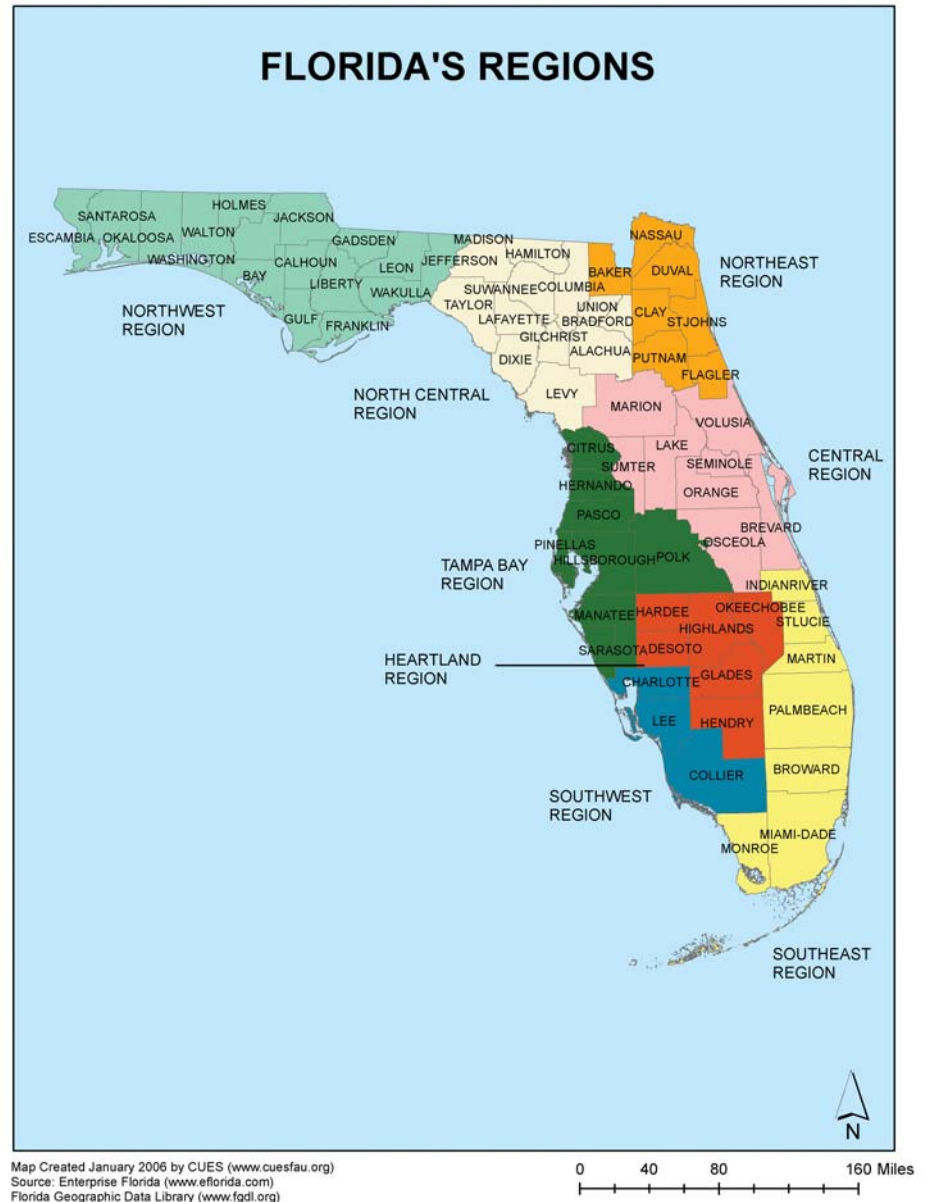 FLORIDA'S REGIONS
HOLMES
SANTAROSA
JACKSON
ESCAMBIA
OKALOOSA
WALTON
GADSDEN
MADISON
NASSAU
WASHINGTON
CALHOUN
LEON
JEFFERSON
HAMILTON
BAY
LIBERTY
WAKULLA
BAKER
DUVAL
NORTHEAST
REGION
SUWANNEE
COLUMBIA
NORTHWEST
REGION
GULF
FRANKLIN
TAYLOR
LAFAYETTE
UNION
BRADFORD
CLAY
STJOHNS
GILCHRIST
DIXIE
ALACHUA
PUTNAM
FLAGLER
NORTH CENTRAL
REGION
LEVY
MARION
VOLUSIA
CITRUS
LAKE
SUMTER
SEMINOLE
CENTRAL
REGION
HERNANDO
ORANGE
PASCO
BREVARD
PINELLAS
OSCEOLA
HILLSBOROUGH
POLK
TAMPA BAY
REGION
INDIANRIVER
MANATEE
HARDEE
OKEECHOBEE
STLUCIE
HIGHLANDS
SARASOTA
DESOTO
MARTIN
HEARTLAND
REGION
CHARLOTTE
GLADES
PALMBEACH
LEE
HENDRY
COLLIER
BROWARD
SOUTHWEST
REGION
MIAMI-DADE
MONROE
SOUTHEAST
REGION
N
Map Created January 2006 by CUES (www.cuesfau.org)
Source: Enterprise Florida (www.eflorida.com)
Florida Geographic Data Library (www.fgdl.org)
0 40 80 160 Miles